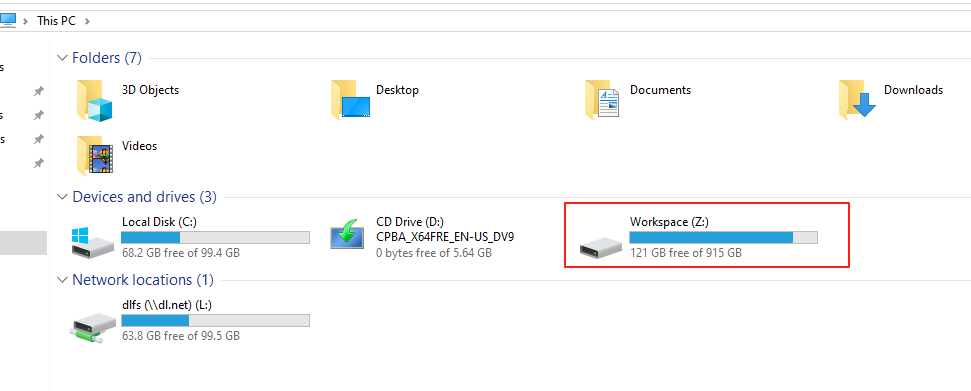 This PC
Folders (7)
3D Objects
Desktop
Documents
Downloads
Videos
Devices and drives (3)
Local Disk (C:)
68.2 GB free of 99.4 GB
CD Drive (D:)
CPBA_X64FRE_EN-US_DV9
0 bytes free of 5.64 GB
Workspace (Z:)
121 GB free of 915 GB
Network locations (1)
dlfs (\\dl.net) (L:)
63.8 GB free of 99.5 GB